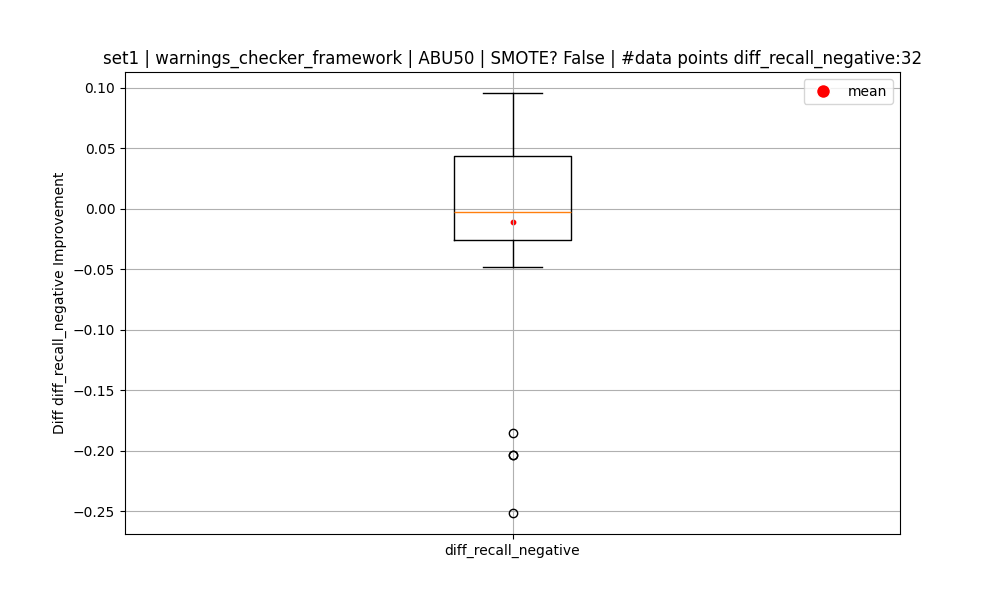 set1 | warnings_checker_framework | ABU50 | SMOTE? False | #data points diff_recall_negative:32
mean
0.10
0.05
0.00
−0.05
−0.10
−0.15
−0.20
−0.25
Diff diff_recall_negative Improvement
diff_recall_negative